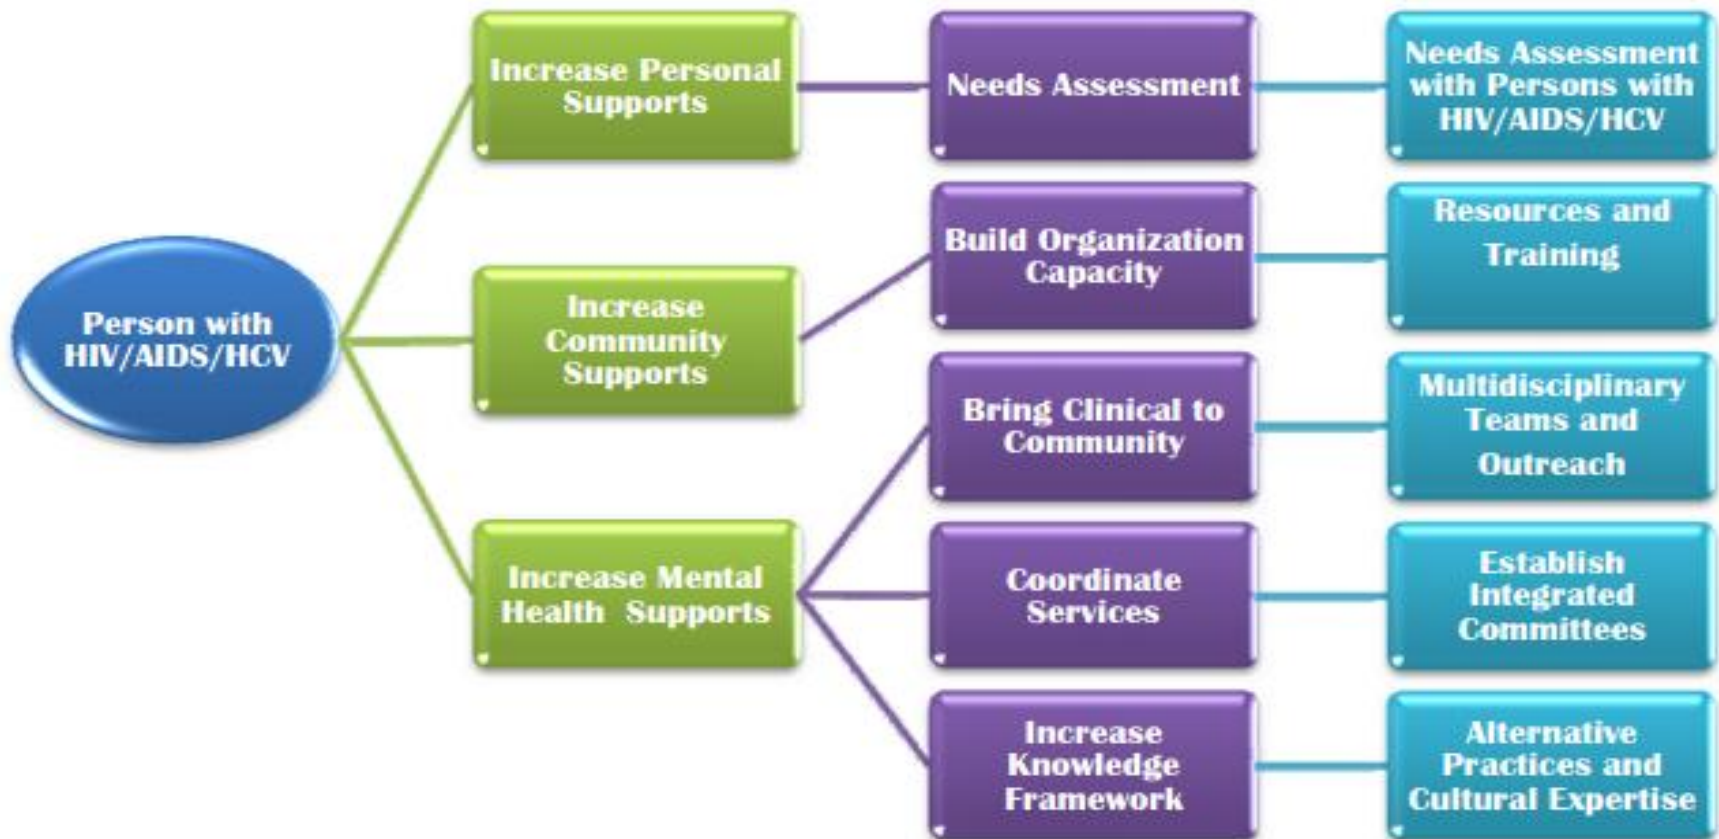 Person with
HIV/AIDS/HCV
Increase Personal
Supports
Increase
Community
Supports
Increase Mental
Health Supports
Needs Assessment
Build Organization
Capacity
Bring Clinical to
Community
Coordinate
Services
Increase
Knowledge
Framework
Needs Assessment
with Persons with
HIV/AIDS/HCV
Resources and
Training
Multidisciplinary
Teams and
Outreach
Establish
Integrated
Committees
Alternative
Practices and
Cultural Expertise